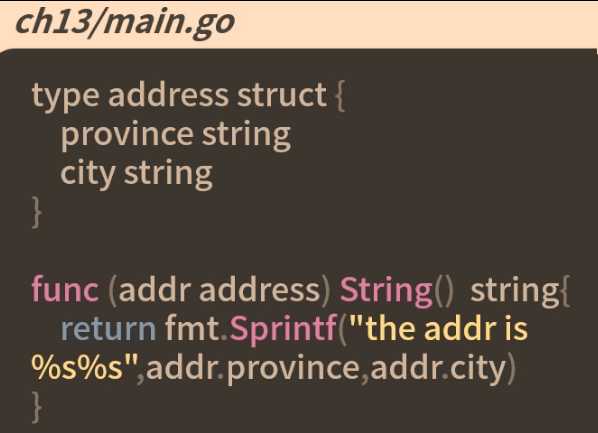 ch13/main.go
type address struct {
    province string
    city string
}
func (addr address) String()  string{
    return fmt.Sprintf("the addr is
%s%s",addr.province,addr.city)
}